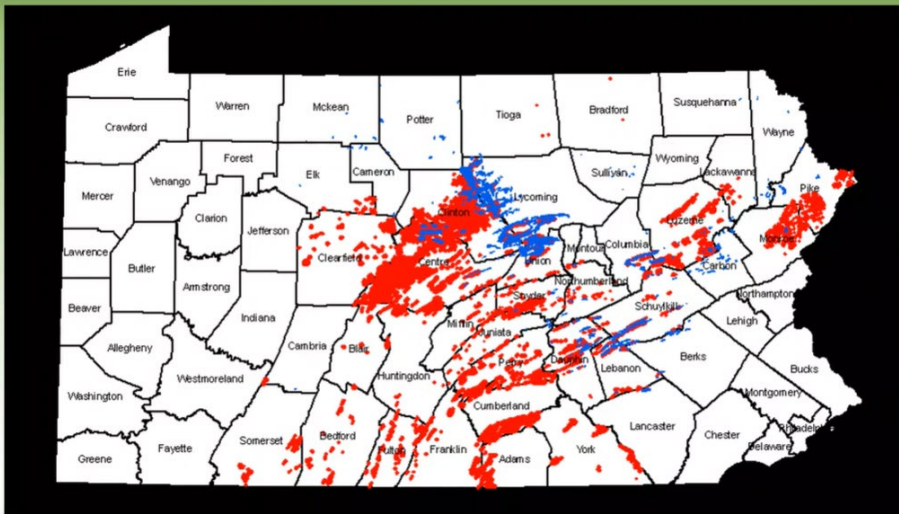 Erie
Warren
Mckean
Potter
Tioga
Bradford
Susquehanna
Wayne
Crawford
Forest
Elk
Cameron
Sullivan
Wyoming
Lackawanna
Pike
Mercer
Venango
Clarion
Jefferson
Clinton
Lycoming
Luzerne
Monroe
Lawrence
Butler
Clearfield
Centre
Union
Montour
Columbia
Carbon
Armstrong
Northumberland
Northampton
Beaver
Indiana
Snyder
Schuylkill
Lehigh
Allegheny
Cambria
Blair
Mifflin
Juniata
Perry
Dauphin
Lebanon
Berks
Bucks
Washington
Westmoreland
Huntingdon
Cumberland
Montgomery
Greene
Fayette
Somerset
Bedford
Fulton
Franklin
Adams
York
Lancaster
Chester
Delaware
Philadelphia